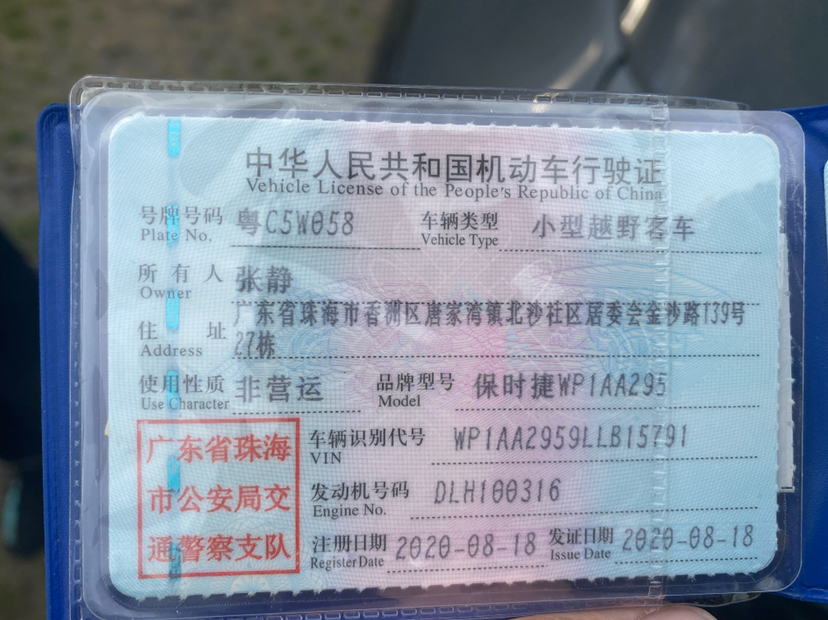 中华人民共和国机动车行驶证
Vehicle License of the People's Republic of China
号牌号码 粤C5W058 车辆类型 小型越野客车
Plate No. Vehicle Type
所有人 张静
Owner
住址 广东省珠海市香洲区唐家湾镇北沙社区居委会金沙路139号
Address 27栋
使用性质 非营运 品牌型号 保时捷WP1AA295
Use Character Model
广东省珠海
市公安局交
通警察支队
车辆识别代号 WP1AA2959LLB15791
VIN
发动机号码 DLH100316
Engine No.
注册日期 2020-08-18 发证日期 2020-08-18
Register Date Issue Date